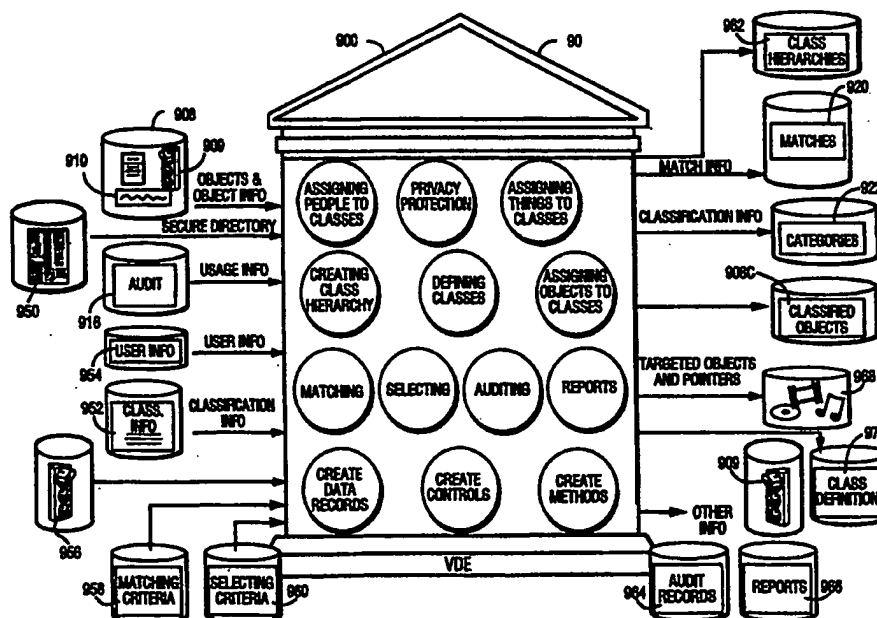 900
90
962
CLASS
HIERARCHIES
908
909
910
OBJECTS &
OBJECT INFO
SECURE DIRECTORY
950
AUDIT
916
USAGE INFO
USER INFO
954
USER INFO
952
CLASS.
INFO
CLASSIFICATION
INFO
956
958
MATCHING
CRITERIA
SELECTING
CRITERIA
960
ASSIGNING
PEOPLE TO
CLASSES
PRIVACY
PROTECTION
ASSIGNING
THINGS TO
CLASSES
CREATING
CLASS
HIERARCHY
DEFINING
CLASSES
ASSIGNING
OBJECTS TO
CLASSES
MATCHING
SELECTING
AUDITING
REPORTS
CREATE
DATA
RECORDS
CREATE
CONTROLS
CREATE
METHODS
VDE
920
MATCHES
MATCH INFO
CLASSIFICATION INFO
CATEGORIES
908C
CLASSIFIED
OBJECTS
TARGETED OBJECTS
AND POINTERS
968
CLASS
DEFINITION
909
OTHER
INFO
964
AUDIT
RECORDS
REPORTS
966